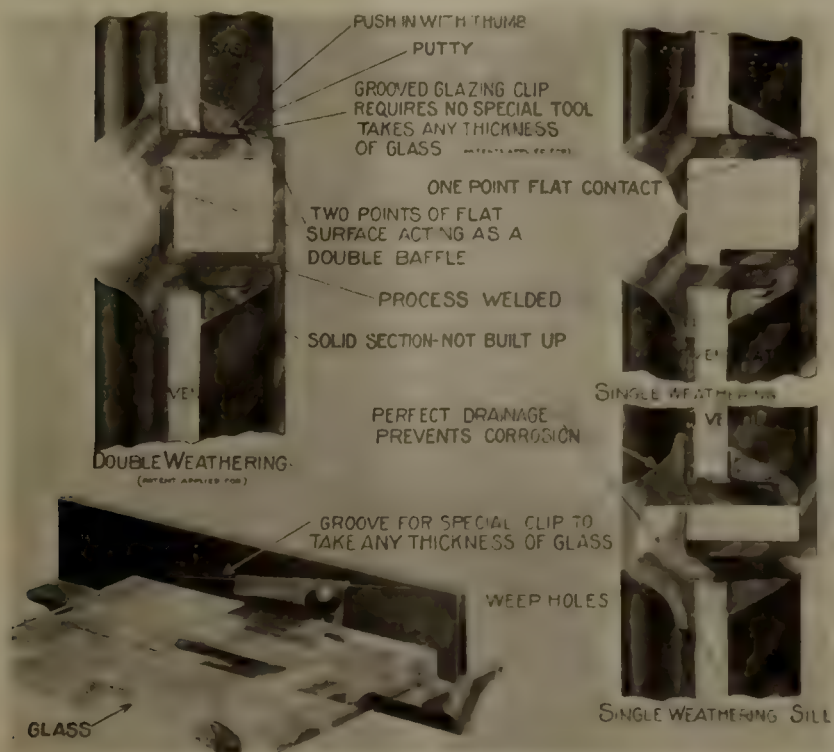 PUSH IN WITH THUMB
PUTTY
GROOVED GLAZING CLIP
REQUIRES NO SPECIAL TOOL
TAKES ANY THICKNESS
OF GLASS
ONE POINT FLAT CONTACT
TWO POINTS OF FLAT
SURFACE ACTING AS A
DOUBLE BAFFLE
PROCESS WELDED
SOLID SECTION-NOT BUILT UP
SINGLE WEATHERING
PERFECT DRAINAGE
PREVENTS CORROSION
DOUBLE WEATHERING
(PATENT APPLIED FOR)
GROOVE FOR SPECIAL CLIP TO
TAKE ANY THICKNESS OF GLASS
WEEP HOLES
GLASS
SINGLE WEATHERING SILL